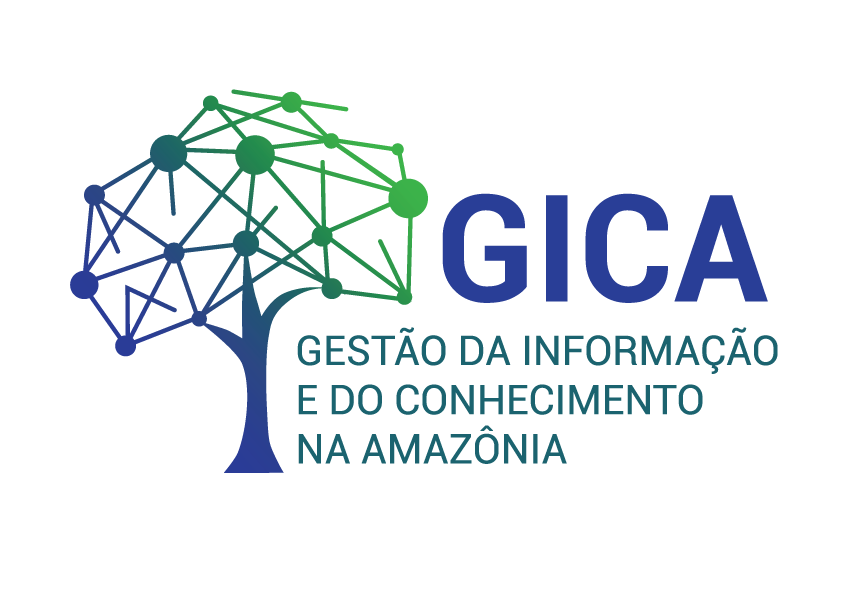 GICA
GESTÃO DA INFORMAÇÃO
E DO CONHECIMENTO
NA AMAZÔNIA